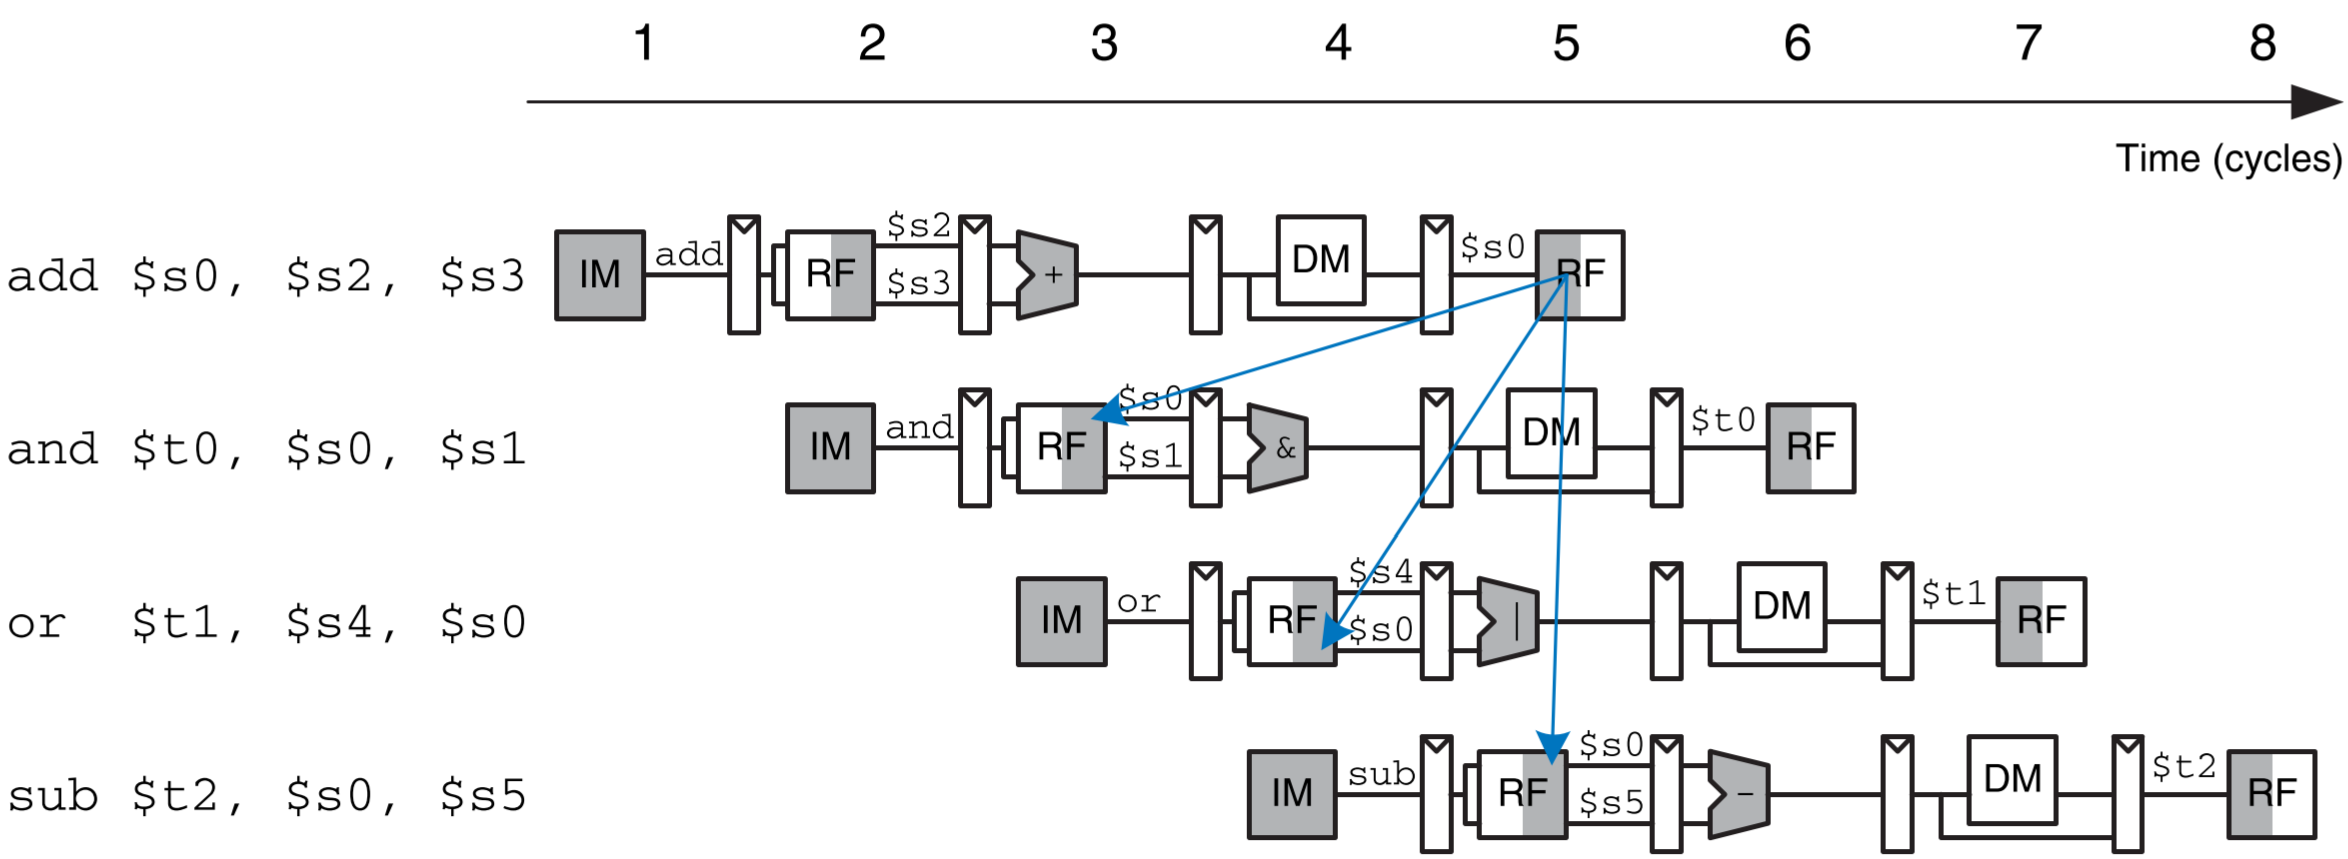 1 2 3 4 5 6 7 8
Time (cycles)
add $s0, $s2, $s3 IM add RF $s2 $s3 + DM $s0 RF
and $t0, $s0, $s1 IM and RF $s0 $s1 & DM $t0 RF
or $t1, $s4, $s0 IM or RF $s4 $s0 | DM $t1 RF
sub $t2, $s0, $s5 IM sub RF $s0 $s5 - DM $t2 RF